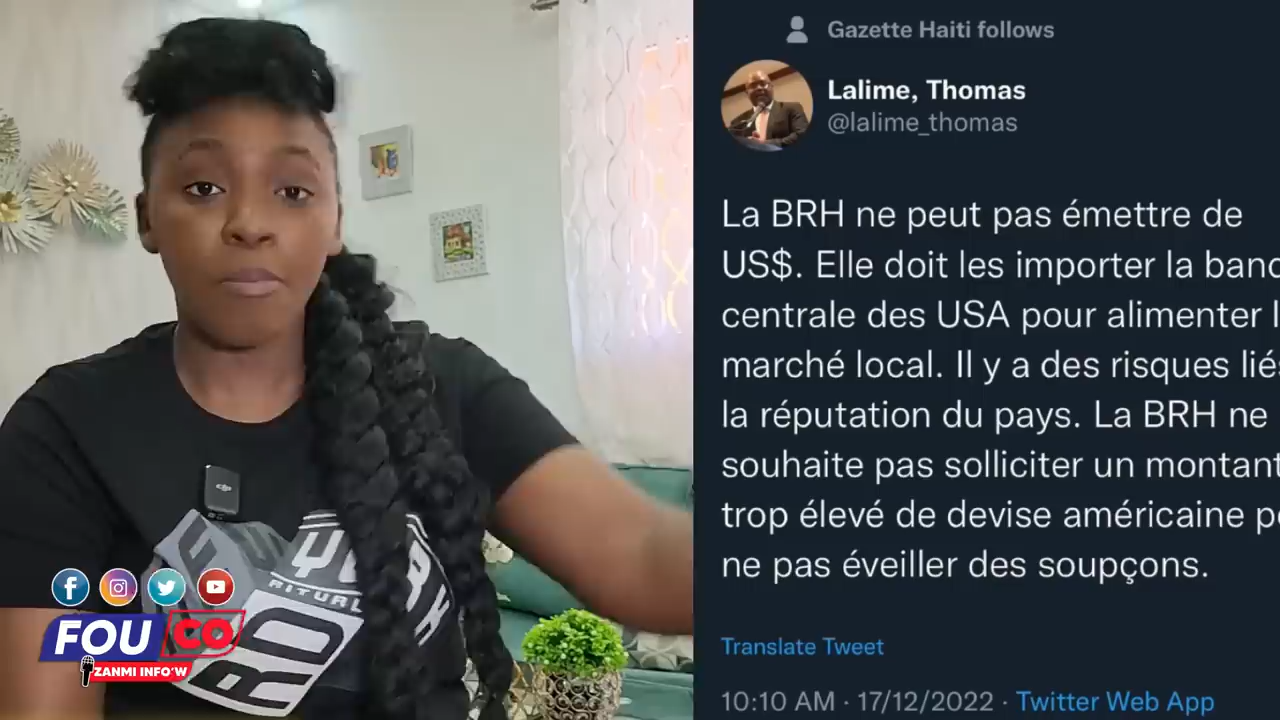 Gazette Haiti follows
Lalime, Thomas
@lalime_thomas
La BRH ne peut pas émettre de
US$. Elle doit les importer la banc
centrale des USA pour alimenter l
marché local. Il y a des risques liés
la réputation du pays. La BRH ne
souhaite pas solliciter un montant
trop élevé de devise américaine p
ne pas éveiller des soupçons.
Translate Tweet
10:10 AM · 17/12/2022 · Twitter Web App
dji
RITUAL
FOU CO
ZANMI INFO'W